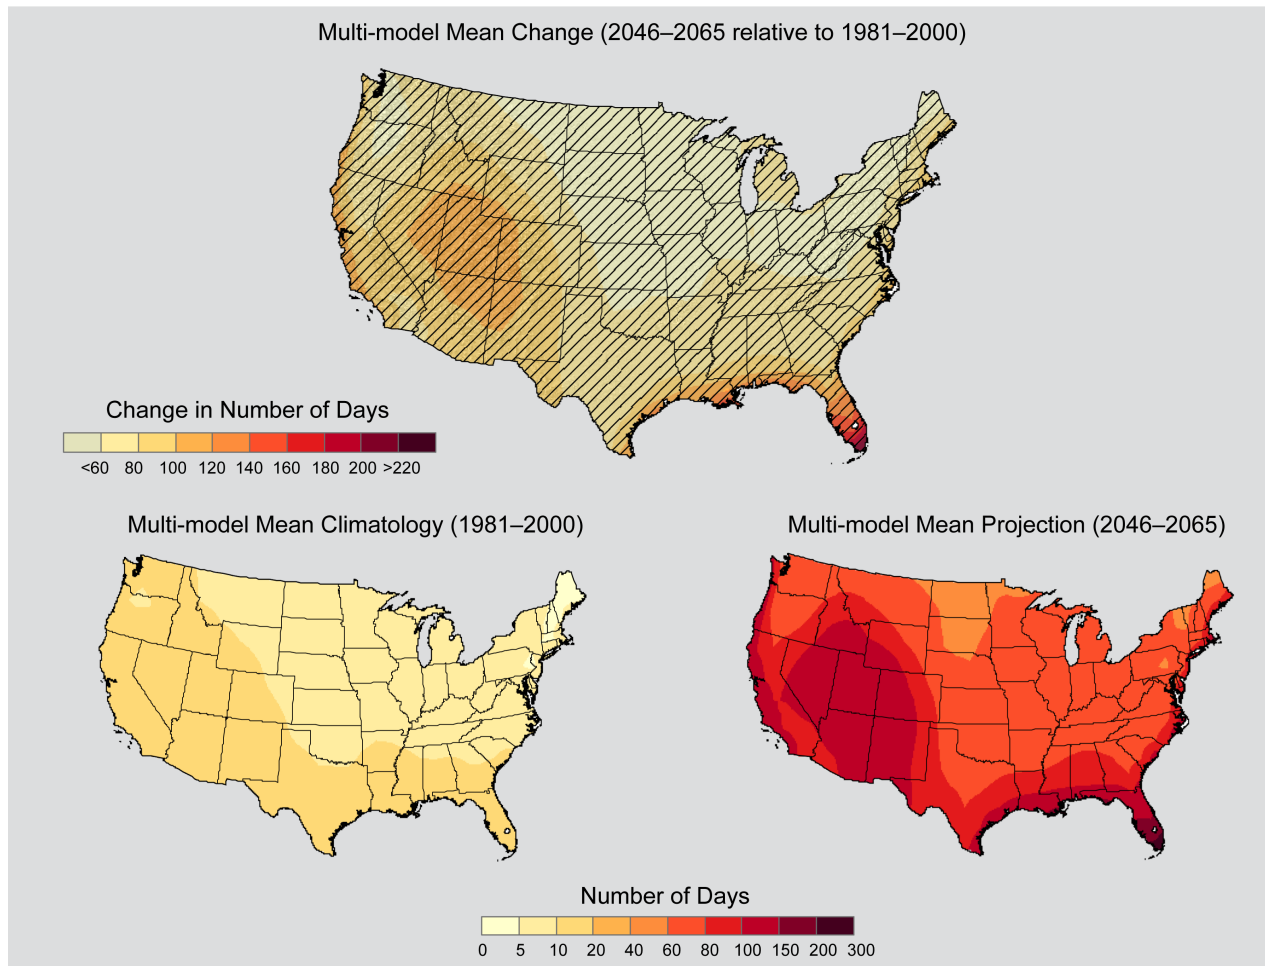 Multi-model Mean Change (2046–2065 relative to 1981–2000)
Change in Number of Days
<60 80 100 120 140 160 180 200 >220
Multi-model Mean Climatology (1981–2000)
Multi-model Mean Projection (2046–2065)
Number of Days
0 5 10 20 40 60 80 100 150 200 300